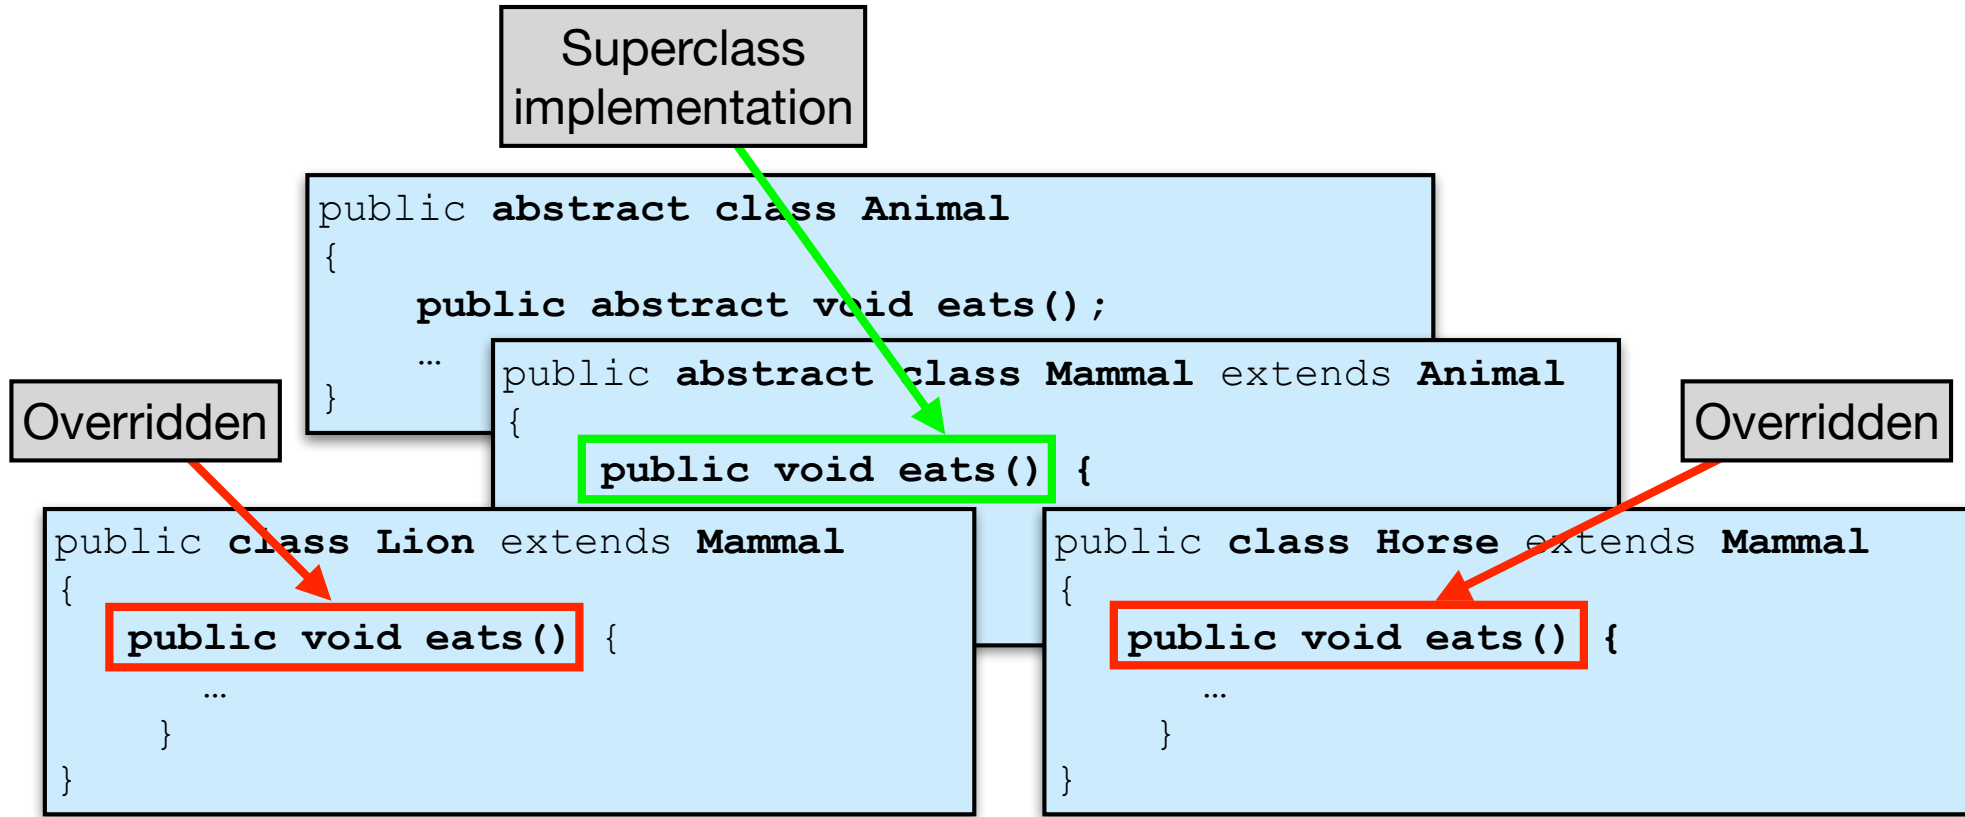 Superclass
implementation
public abstract class Animal
{
public abstract void eats();
…
}
public abstract class Mammal extends Animal
{
public void eats() {
Overridden
Overridden
public class Lion extends Mammal
{
public void eats() {
…
}
}
public class Horse extends Mammal
{
public void eats() {
…
}
}